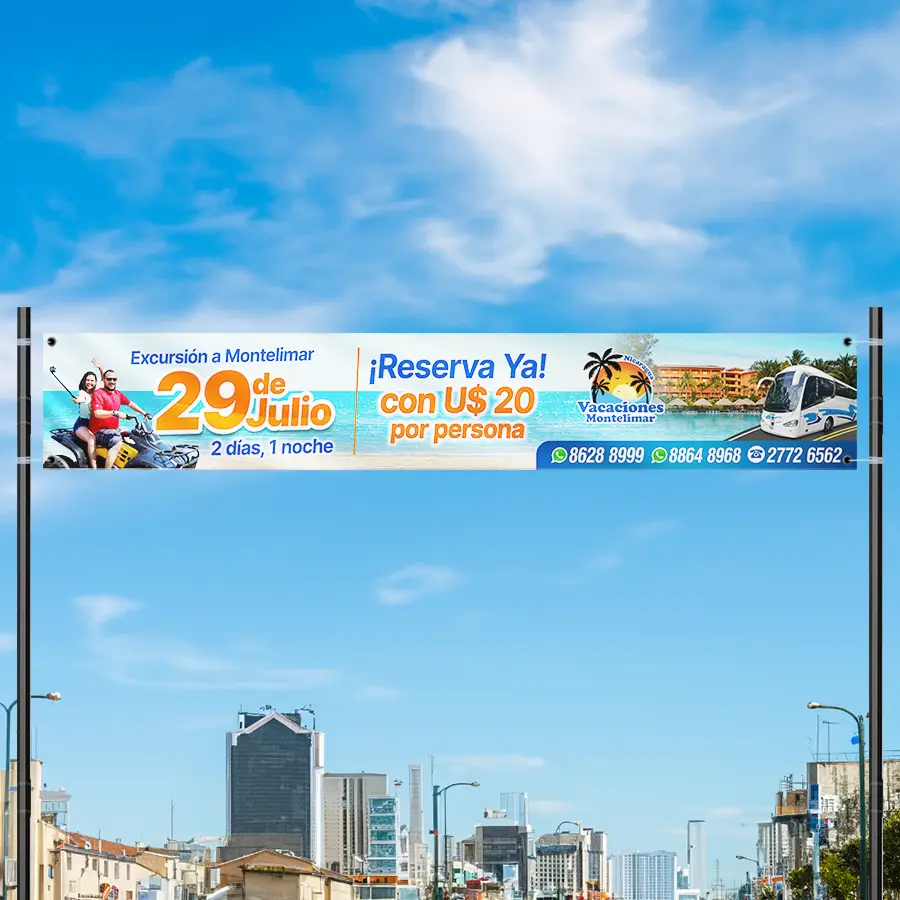 Excursión a Montelimar
29 de Julio
2 días, 1 noche
¡Reserva Ya!
con U$ 20
por persona
Nicaragua
Vacaciones
Montelimar
8628 8999 8864 8968 2772 6562